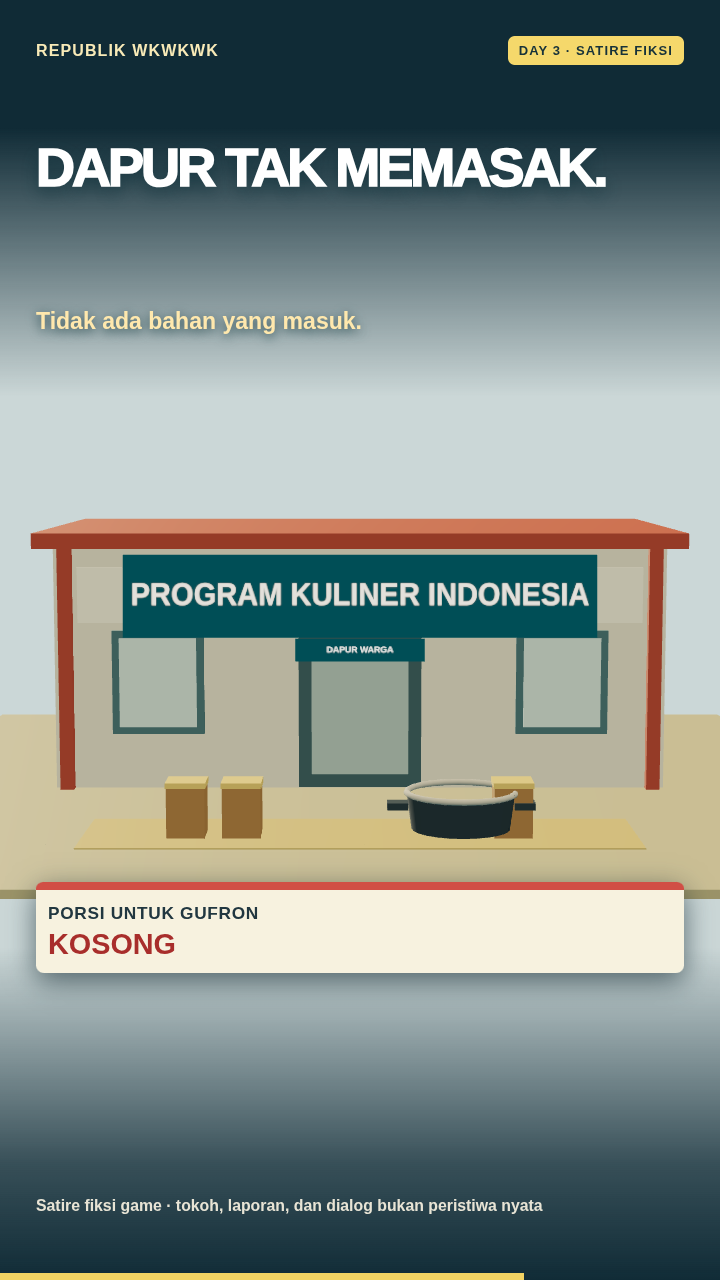 REPUBLIK WKWKWK
DAY 3 · SATIRE FIKSI
DAPUR TAK MEMASAK.
Tidak ada bahan yang masuk.
PROGRAM KULINER INDONESIA
DAPUR WARGA
PORSI UNTUK GUFRON
KOSONG
Satire fiksi game · tokoh, laporan, dan dialog bukan peristiwa nyata